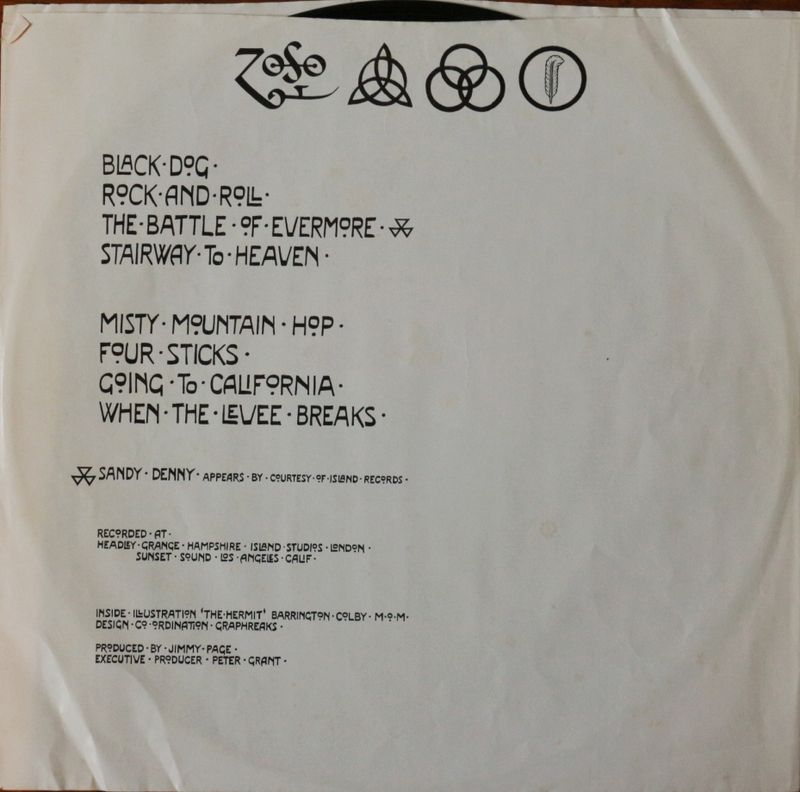 ZoSo
BLACK·DOG·
ROCK·AND·ROLL·
THE·BATTLE·OF·EVERMORE·
STAIRWAY·To·HEAVEN·
MISTY·MOUNTAIN·HOP·
FOUR·STICKS·
GOING·To·CALIFORNIA·
WHEN·THE·LEVEE·BREAKS·
SANDY·DENNY·APPEARS·BY·COURTESY·OF·ISLAND·RECORDS·
RECORDED·AT·
HEADLEY·GRANGE·HAMPSHIRE·ISLAND·STUDIOS·LONDON·
SUNSET·SOUND·LOS·ANGELES·CALIF·
INSIDE·ILLUSTRATION 'THE·HERMIT' BARRINGTON·COLBY·M·O·M·
DESIGN·CO·ORDINATION·GRAPHREAKS·
PRODUCED·BY·JIMMY·PAGE·
EXECUTIVE·PRODUCER·PETER·GRANT·